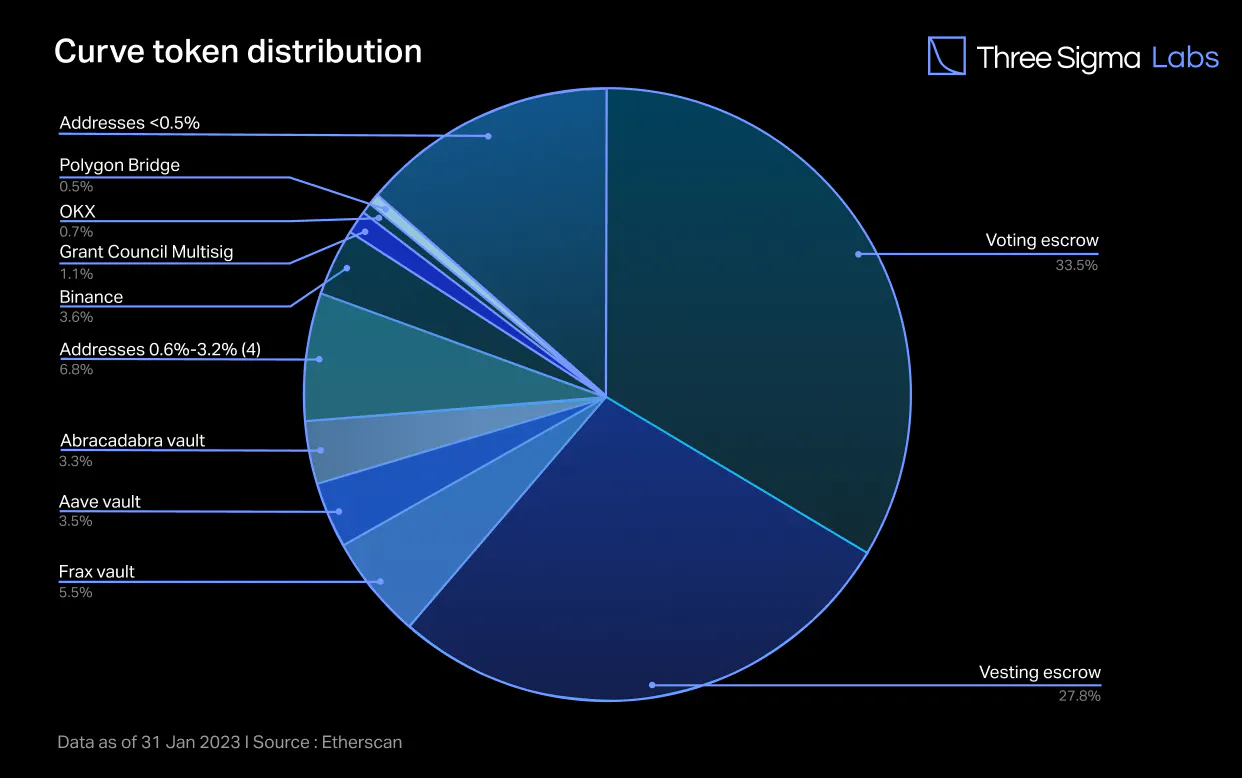 Curve token distribution
Three Sigma Labs
Addresses <0.5%
Polygon Bridge
0.5%
OKX
0.7%
Grant Council Multisig
1.1%
Binance
3.6%
Addresses 0.6%-3.2% (4)
6.8%
Abracadabra vault
3.3%
Aave vault
3.5%
Frax vault
5.5%
Voting escrow
33.5%
Vesting escrow
27.8%
Data as of 31 Jan 2023 | Source : Etherscan